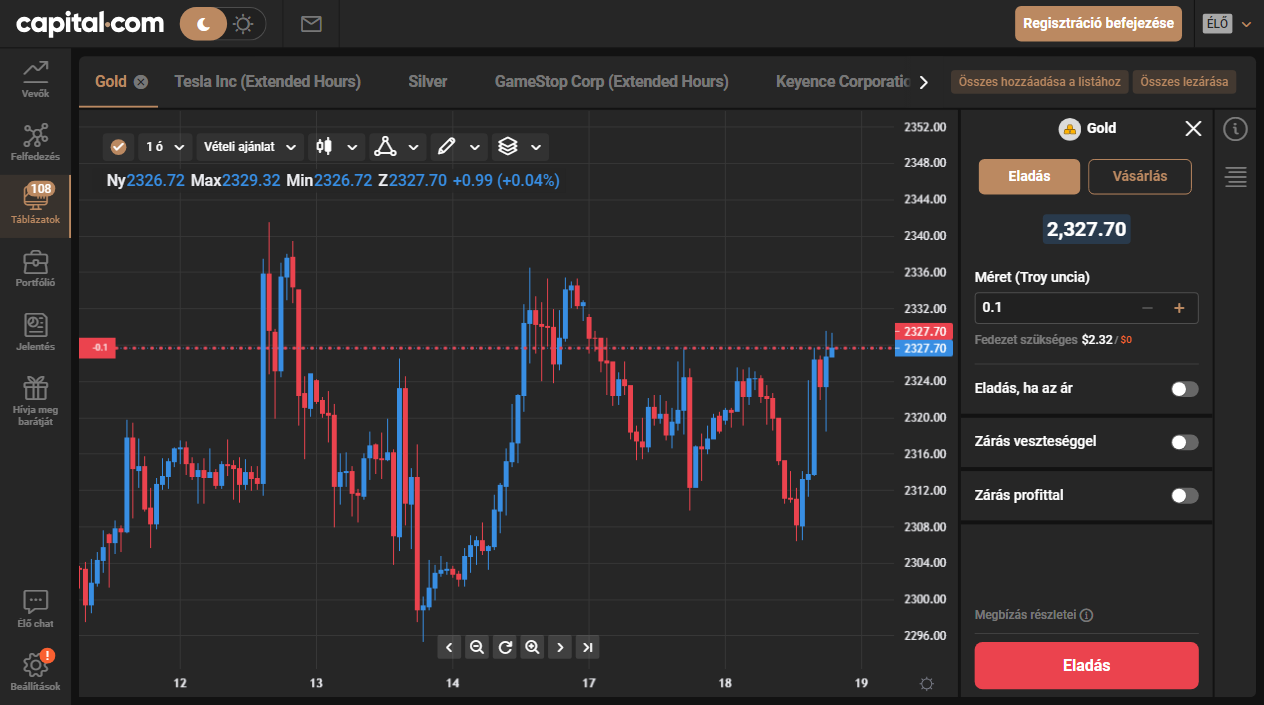 capital.com
Regisztráció befejezése
ÉLŐ
Vevők
Felfedezés
108
Táblázatok
Portfólió
Jelentés
Hívja meg
barátját
Élő chat
!
Beállítások
Gold
Tesla Inc (Extended Hours)
Silver
GameStop Corp (Extended Hours)
Keyence Corporatic
Összes hozzáadása a listához
Összes lezárása
1 ó
Vételi ajánlat
Ny2326.72 Max2329.32 Min2326.72 Z2327.70 +0.99 (+0.04%)
-0.1
2352.00
2348.00
2344.00
2340.00
2336.00
2332.00
2327.70
2327.70
2324.00
2320.00
2316.00
2312.00
2308.00
2304.00
2300.00
2296.00
12 13 14 17 18 19
Gold
Eladás
Vásárlás
2,327.70
Méret (Troy uncia)
0.1
Fedezet szükséges $2.32 / $0
Eladás, ha az ár
Zárás veszteséggel
Zárás profittal
Megbízás részletei
Eladás